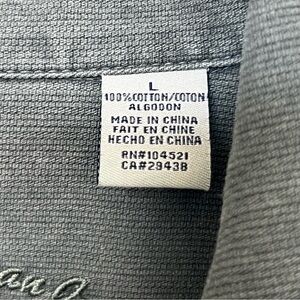 L
100%COTTON/COTON
ALGODON
MADE IN CHINA
FAIT EN CHINE
HECHO EN CHINA
RN#104521
CA#29438